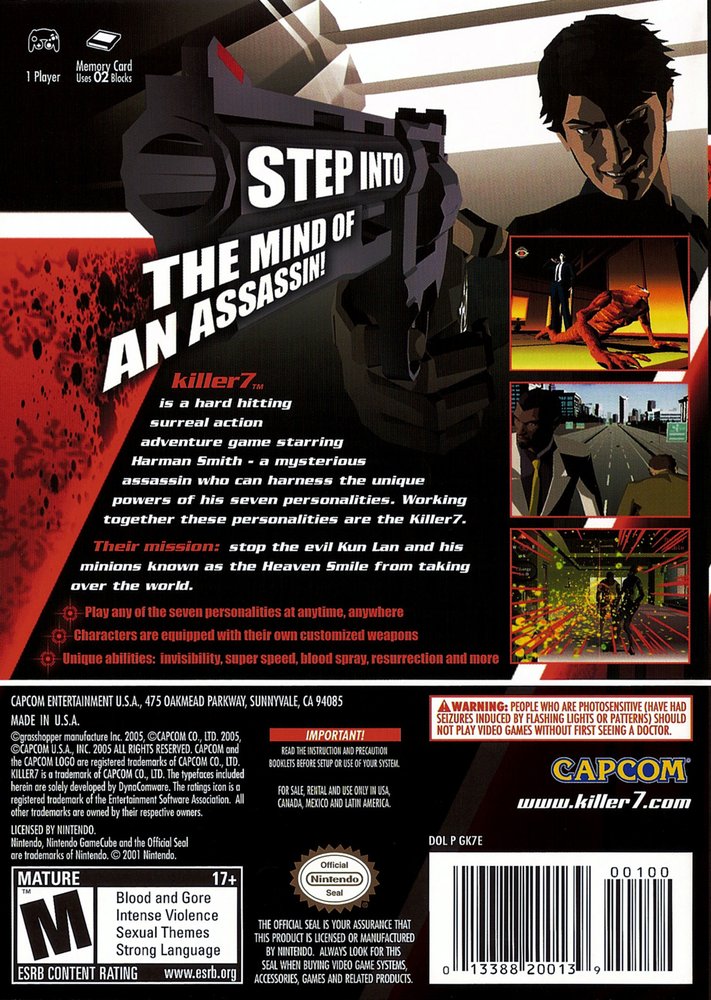 1 Player
Memory Card
Uses 02 Blocks
STEP INTO
THE MIND OF
AN ASSASSIN!
killer7™
is a hard hitting
surreal action
adventure game starring
Harman Smith - a mysterious
assassin who can harness the unique
powers of his seven personalities. Working
together these personalities are the Killer7.
Their mission: stop the evil Kun Lan and his
minions known as the Heaven Smile from taking
over the world.
Play any of the seven personalities at anytime, anywhere
Characters are equipped with their own customized weapons
Unique abilities: invisibility, super speed, blood spray, resurrection and more
CAPCOM ENTERTAINMENT U.S.A., 475 OAKMEAD PARKWAY, SUNNYVALE, CA 94085
MADE IN U.S.A.
©grasshopper manufacture Inc. 2005, ©CAPCOM CO., LTD. 2005,
©CAPCOM U.S.A., INC. 2005 ALL RIGHTS RESERVED. CAPCOM and
the CAPCOM LOGO are registered trademarks of CAPCOM CO., LTD.
KILLER7 is a trademark of CAPCOM CO., LTD. The typefaces included
herein are solely developed by DynaComware. The ratings icon is a
registered trademark of the Entertainment Software Association. All
other trademarks are owned by their respective owners.
LICENSED BY NINTENDO.
Nintendo, Nintendo GameCube and the Official Seal
are trademarks of Nintendo. © 2001 Nintendo.
MATURE 17+
M™
Blood and Gore
Intense Violence
Sexual Themes
Strong Language
ESRB CONTENT RATING www.esrb.org
IMPORTANT!
READ THE INSTRUCTION AND PRECAUTION
BOOKLETS BEFORE SETUP OR USE OF YOUR SYSTEM.
FOR SALE, RENTAL AND USE ONLY IN USA,
CANADA, MEXICO AND LATIN AMERICA.
Official
Nintendo
Seal
THE OFFICIAL SEAL IS YOUR ASSURANCE THAT
THIS PRODUCT IS LICENSED OR MANUFACTURED
BY NINTENDO. ALWAYS LOOK FOR THIS
SEAL WHEN BUYING VIDEO GAME SYSTEMS,
ACCESSORIES, GAMES AND RELATED PRODUCTS.
WARNING: PEOPLE WHO ARE PHOTOSENSITIVE (HAVE HAD
SEIZURES INDUCED BY FLASHING LIGHTS OR PATTERNS) SHOULD
NOT PLAY VIDEO GAMES WITHOUT FIRST SEEING A DOCTOR.
CAPCOM
www.killer7.com
DOL P GK7E
00100
0 13388 20013 9